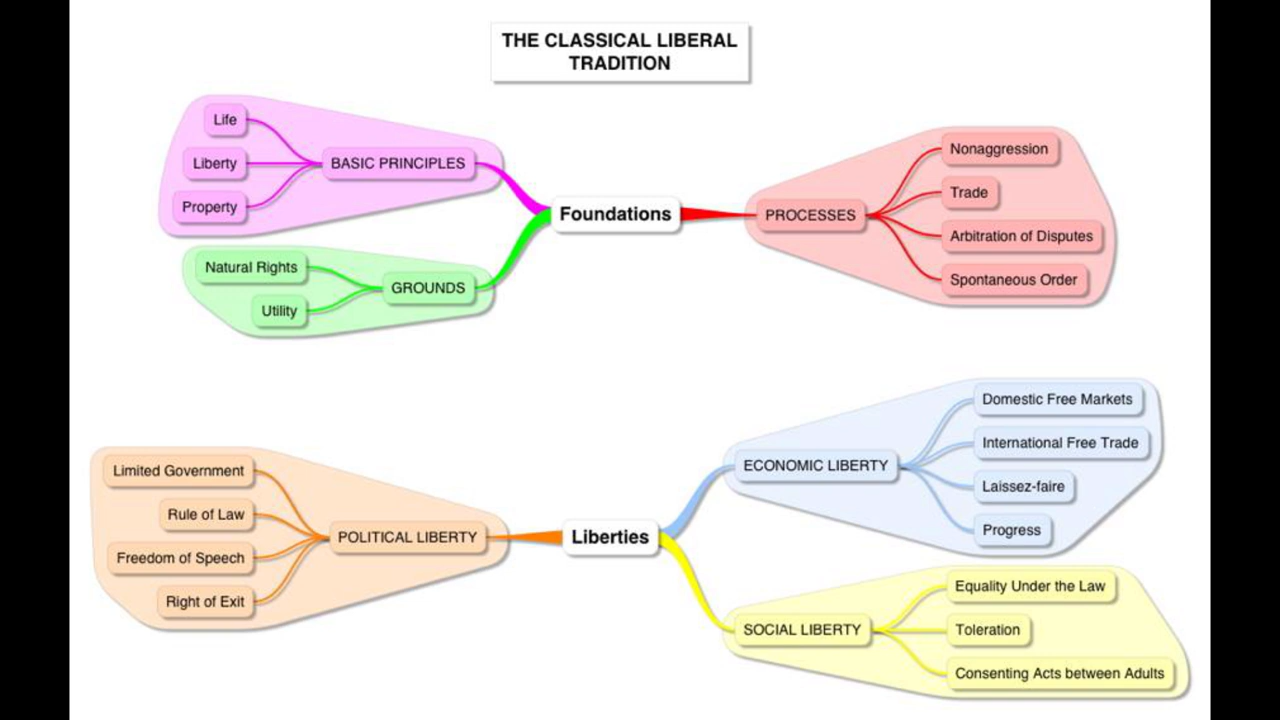 THE CLASSICAL LIBERAL
TRADITION
Life
Liberty
Property
BASIC PRINCIPLES
Natural Rights
Utility
GROUNDS
Foundations
PROCESSES
Nonaggression
Trade
Arbitration of Disputes
Spontaneous Order
Limited Government
Rule of Law
Freedom of Speech
Right of Exit
POLITICAL LIBERTY
Liberties
ECONOMIC LIBERTY
Domestic Free Markets
International Free Trade
Laissez-faire
Progress
SOCIAL LIBERTY
Equality Under the Law
Toleration
Consenting Acts between Adults